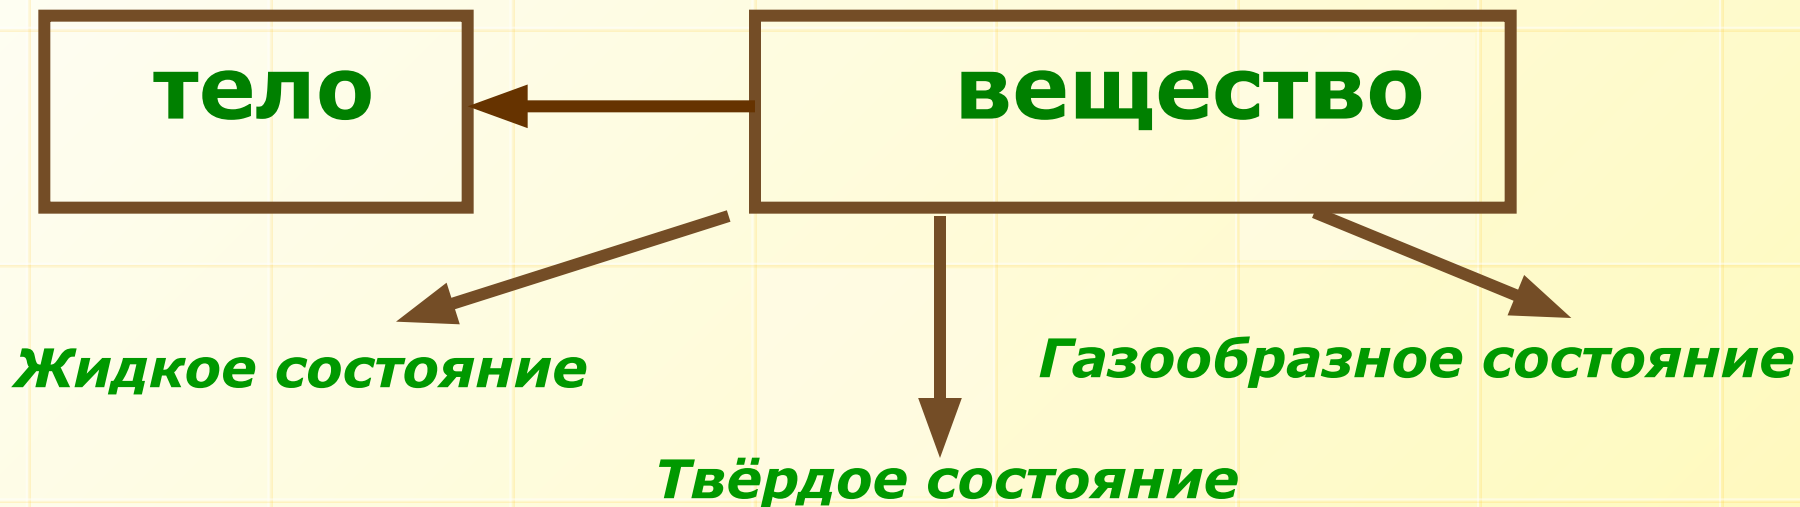 тело
вещество
Жидкое состояние
Газообразное состояние
Твёрдое состояние